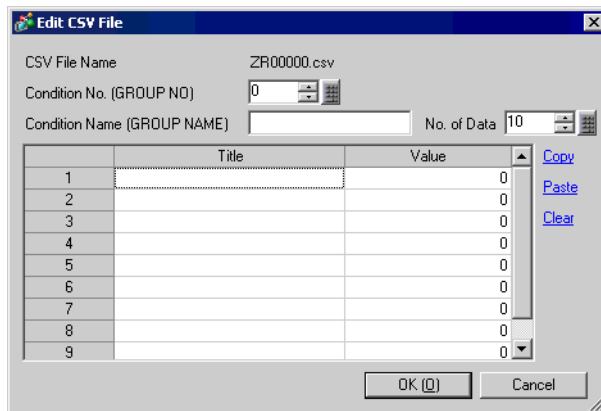 Edit CSV File
CSV File Name ZR00000.csv
Condition No. (GROUP NO) 0
Condition Name (GROUP NAME) No. of Data 10
Title Value
1 0
2 0
3 0
4 0
5 0
6 0
7 0
8 0
9 0
Copy
Paste
Clear
OK (O) Cancel